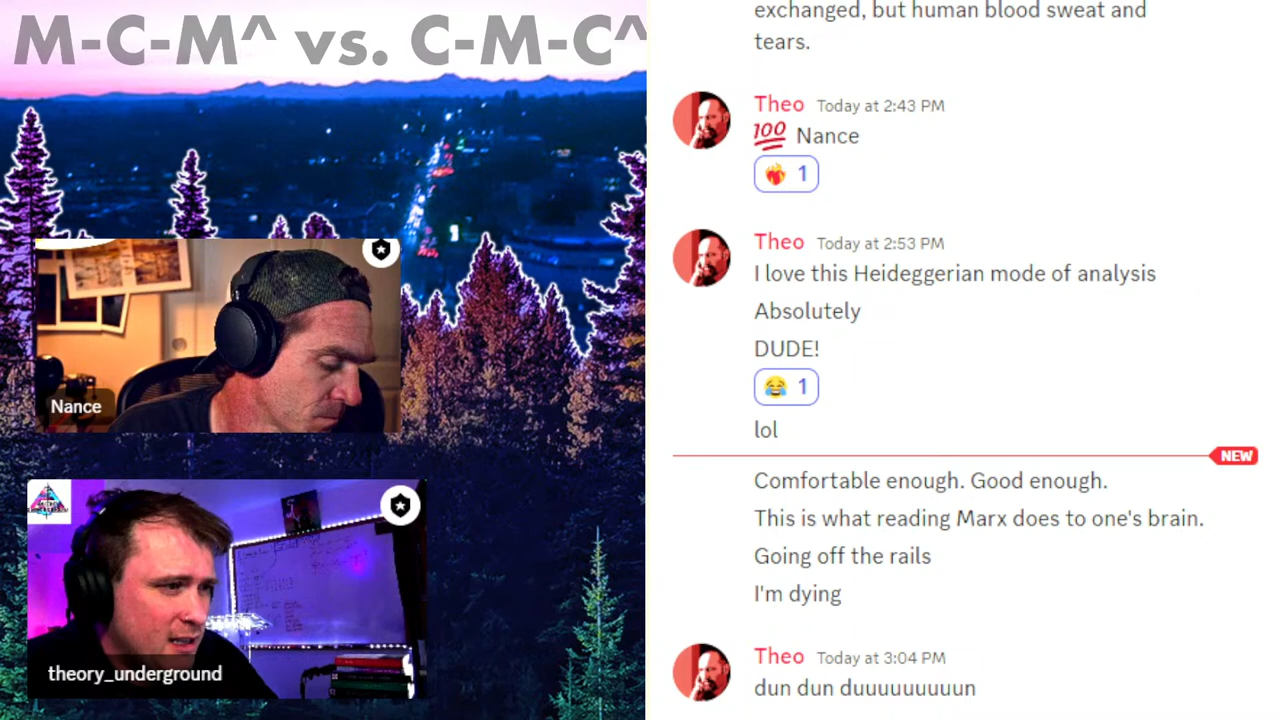 M-C-M^ vs. C-M-C^
Nance
theory_underground
exchanged, but human blood sweat and
tears.
Theo Today at 2:43 PM
💯 Nance
❤️‍🔥 1
Theo Today at 2:53 PM
I love this Heideggerian mode of analysis
Absolutely
DUDE!
😂 1
lol
NEW
Comfortable enough. Good enough.
This is what reading Marx does to one's brain.
Going off the rails
I'm dying
Theo Today at 3:04 PM
dun dun duuuuuuuuun